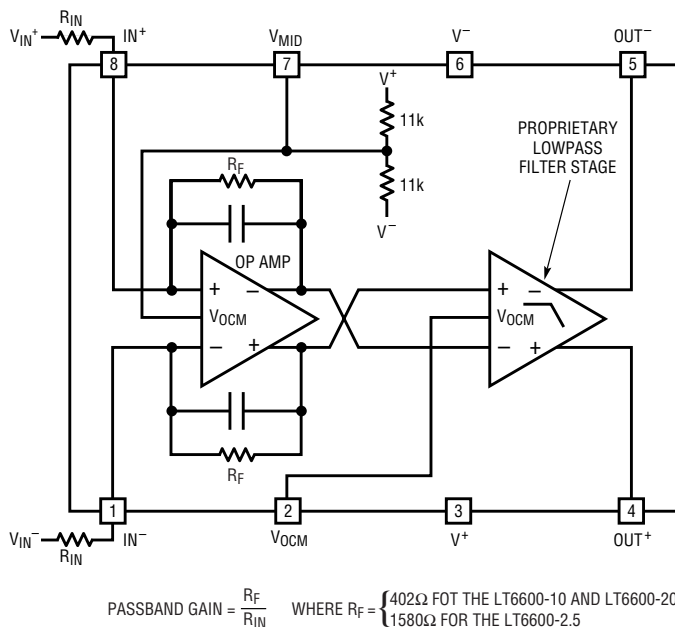 VIN+
RIN
IN+
VMID
V−
OUT−
8
7
6
5
V+
11k
11k
V−
PROPRIETARY
LOWPASS
FILTER STAGE
RF
OP AMP
+ −
VOCM
− +
+ −
VOCM
− +
RF
1
2
3
4
VIN−
RIN
IN−
VOCM
V+
OUT+
PASSBAND GAIN = RF/RIN WHERE RF = {402Ω FOT THE LT6600-10 AND LT6600-20
1580Ω FOR THE LT6600-2.5